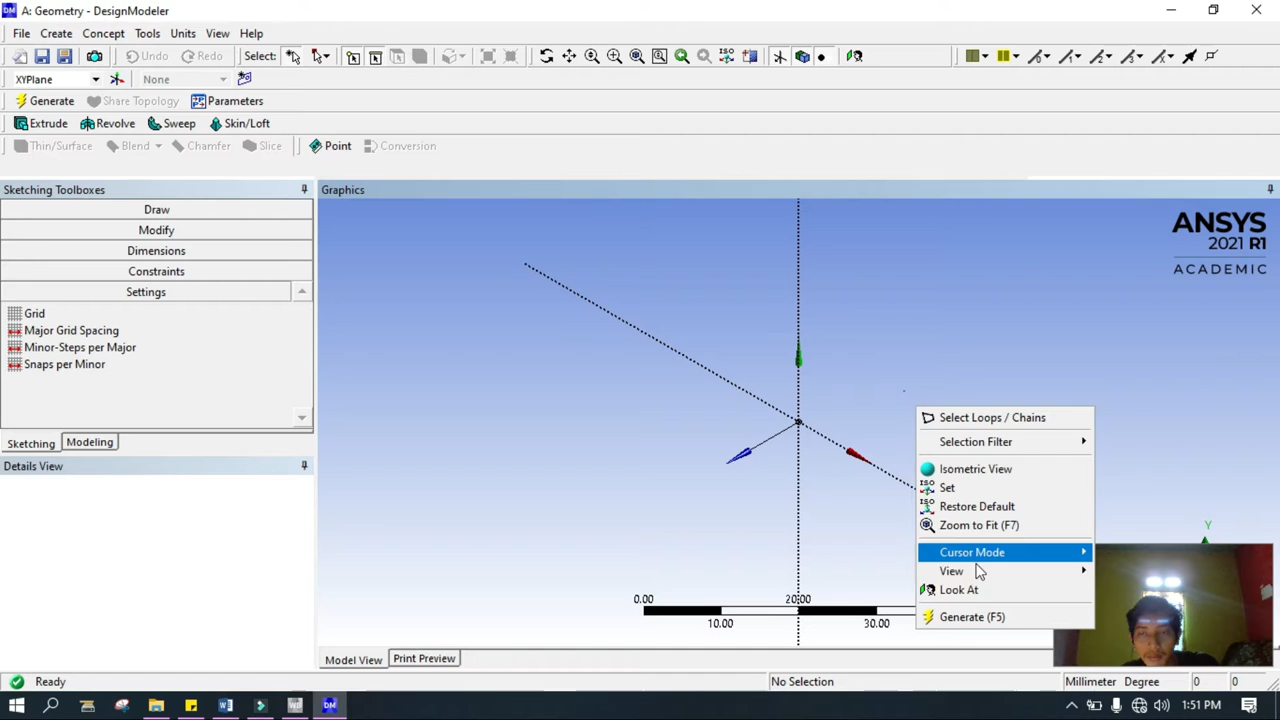 A: Geometry - DesignModeler
File Create Concept Tools Units View Help
Undo Redo Select:
XYPlane None
Generate Share Topology Parameters
Extrude Revolve Sweep Skin/Loft
Thin/Surface Blend Chamfer Slice Point Conversion
Sketching Toolboxes
Draw
Modify
Dimensions
Constraints
Settings
Grid
Major Grid Spacing
Minor-Steps per Major
Snaps per Minor
Sketching Modeling
Details View
Graphics
ANSYS
2021 R1
ACADEMIC
Select Loops / Chains
Selection Filter
Isometric View
ISO Set
ISO Restore Default
Zoom to Fit (F7)
Cursor Mode
View
Look At
Generate (F5)
Y
0.00 20.00
10.00 30.00
Model View Print Preview
Ready No Selection Millimeter Degree 0 0
1:51 PM